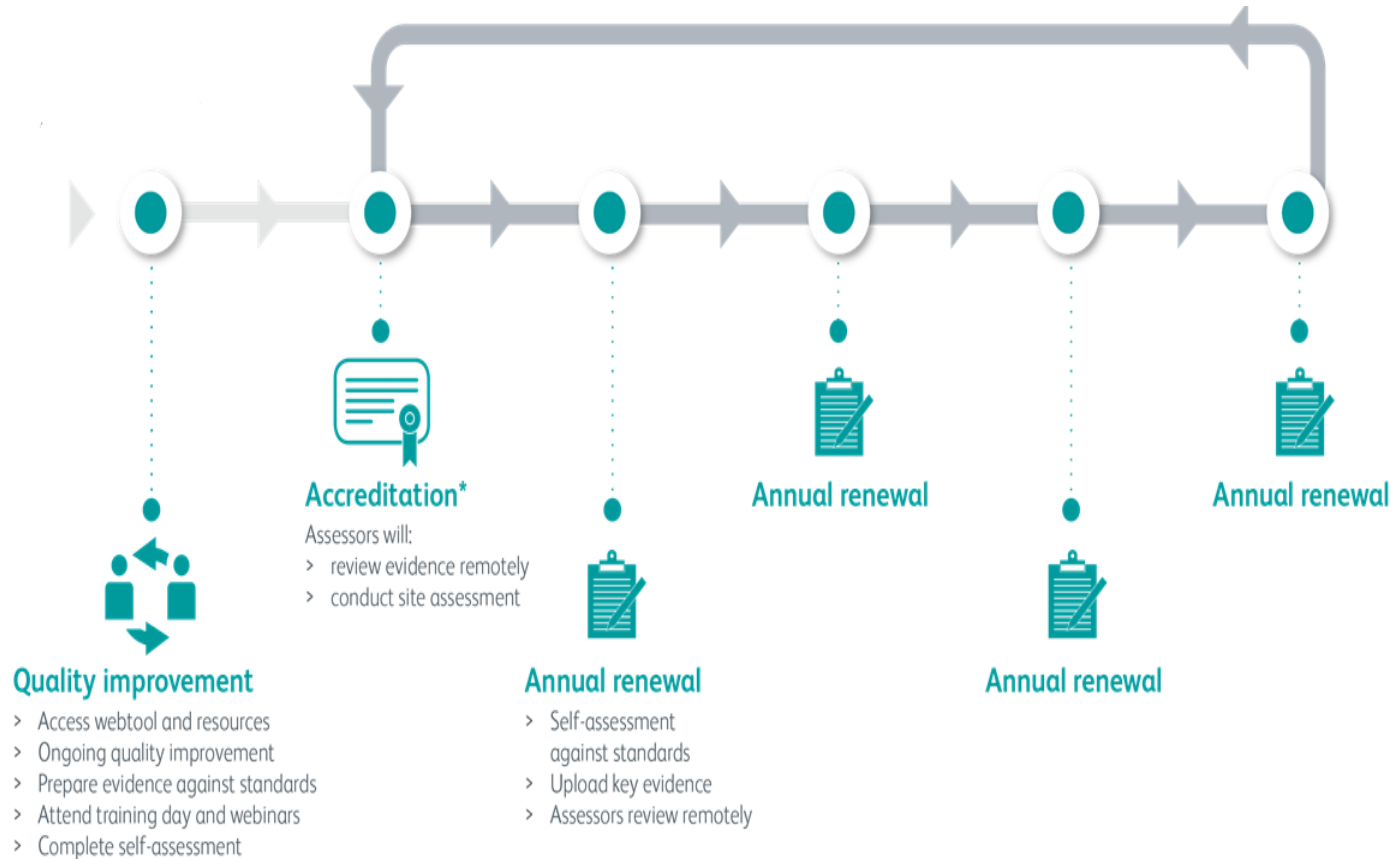 Accreditation*
Assessors will:
> review evidence remotely
> conduct site assessment
Annual renewal
Annual renewal
Quality improvement
> Access webtool and resources
> Ongoing quality improvement
> Prepare evidence against standards
> Attend training day and webinars
> Complete self-assessment
Annual renewal
> Self-assessment
against standards
> Upload key evidence
> Assessors review remotely
Annual renewal